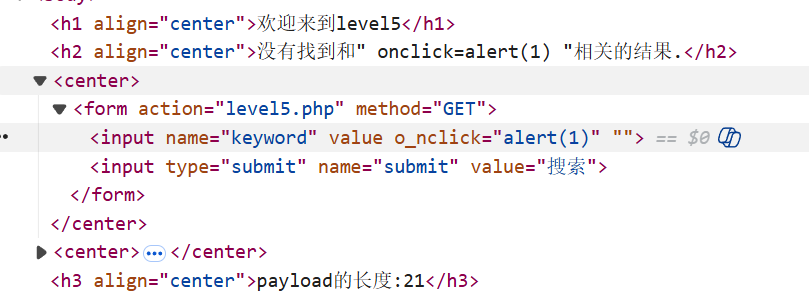 <h1 align="center">欢迎来到level5</h1>
<h2 align="center">没有找到和" onclick=alert(1) "相关的结果.</h2>
<center>
<form action="level5.php" method="GET">
<input name="keyword" value o_nclick="alert(1)" ""> == $0
<input type="submit" name="submit" value="搜索">
</form>
</center>
<center>…</center>
<h3 align="center">payload的长度:21</h3>